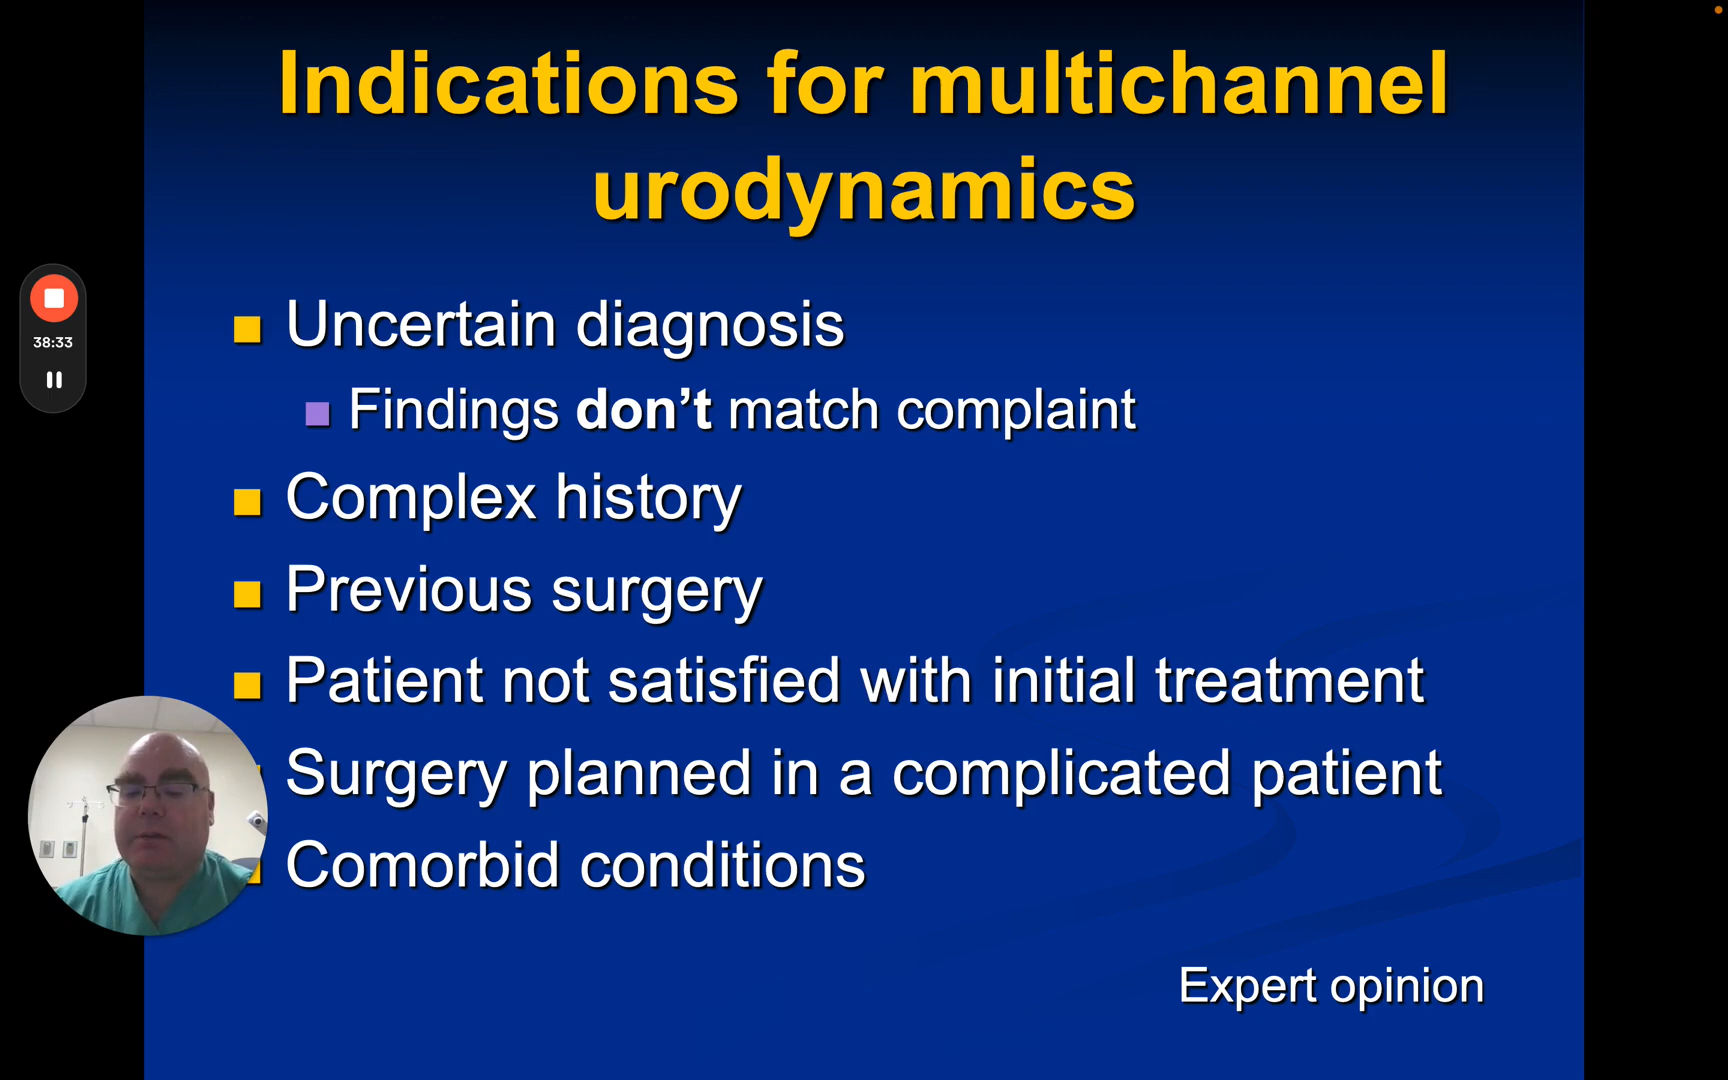 Indications for multichannel
urodynamics
Uncertain diagnosis
Findings don’t match complaint
Complex history
Previous surgery
Patient not satisfied with initial treatment
Surgery planned in a complicated patient
Comorbid conditions
Expert opinion
38:33